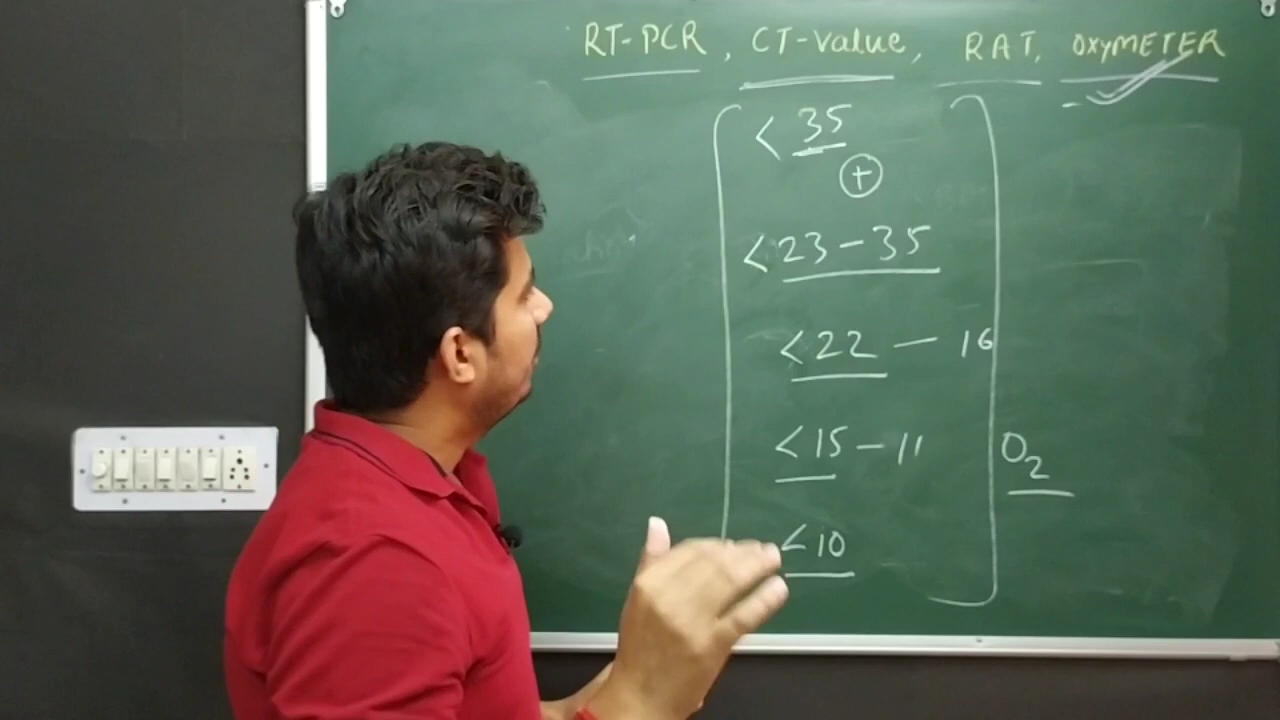 RT-PCR, CT-Value, RAT, OXYMETER
< 35
+
< 23 - 35
< 22 - 16
< 15 - 11
O2
< 10